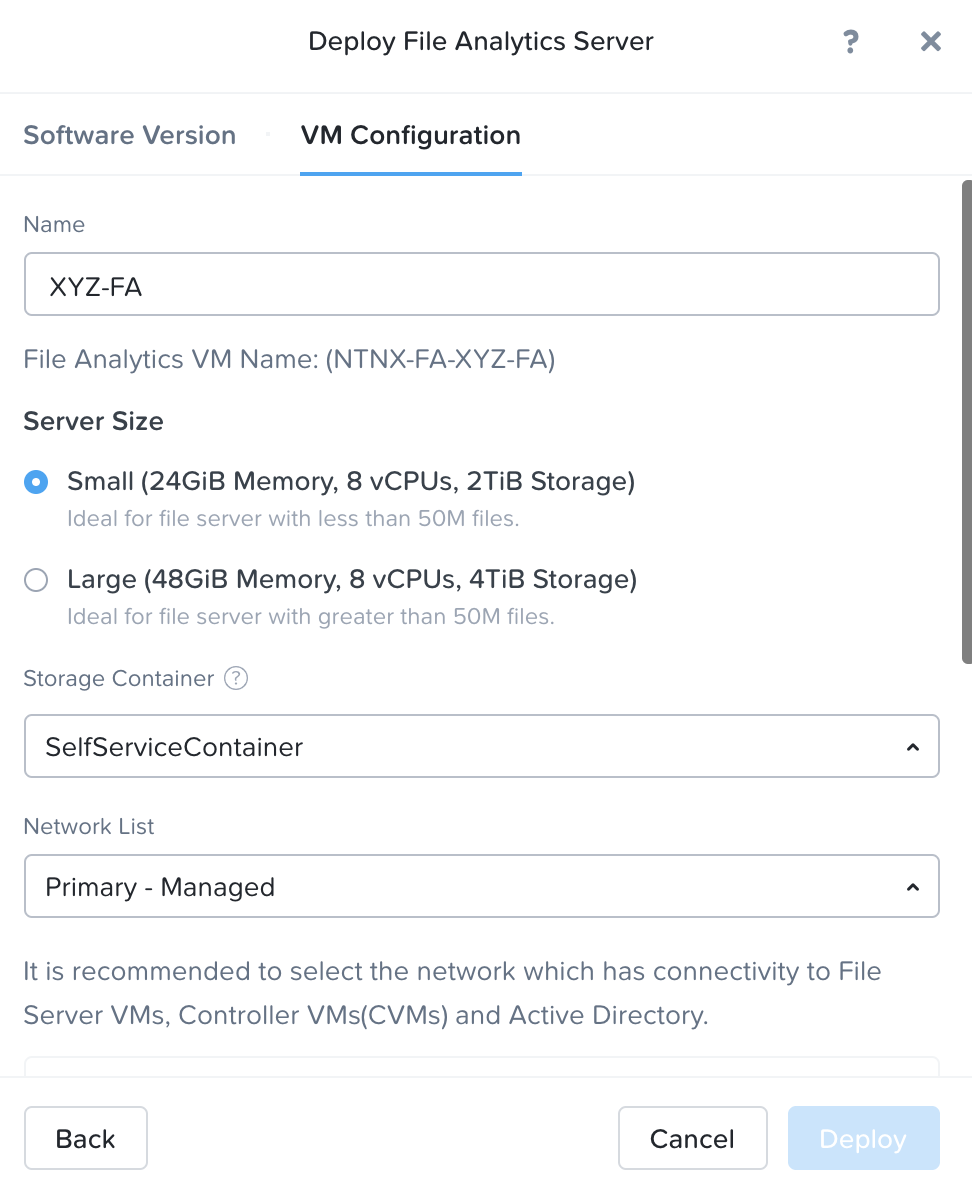 Deploy File Analytics Server
?
Software Version
VM Configuration
Name
XYZ-FA
File Analytics VM Name: (NTNX-FA-XYZ-FA)
Server Size
Small (24GiB Memory, 8 vCPUs, 2TiB Storage)
Ideal for file server with less than 50M files.
Large (48GiB Memory, 8 vCPUs, 4TiB Storage)
Ideal for file server with greater than 50M files.
Storage Container ?
SelfServiceContainer
Network List
Primary - Managed
It is recommended to select the network which has connectivity to File
Server VMs, Controller VMs(CVMs) and Active Directory.
Back
Cancel
Deploy